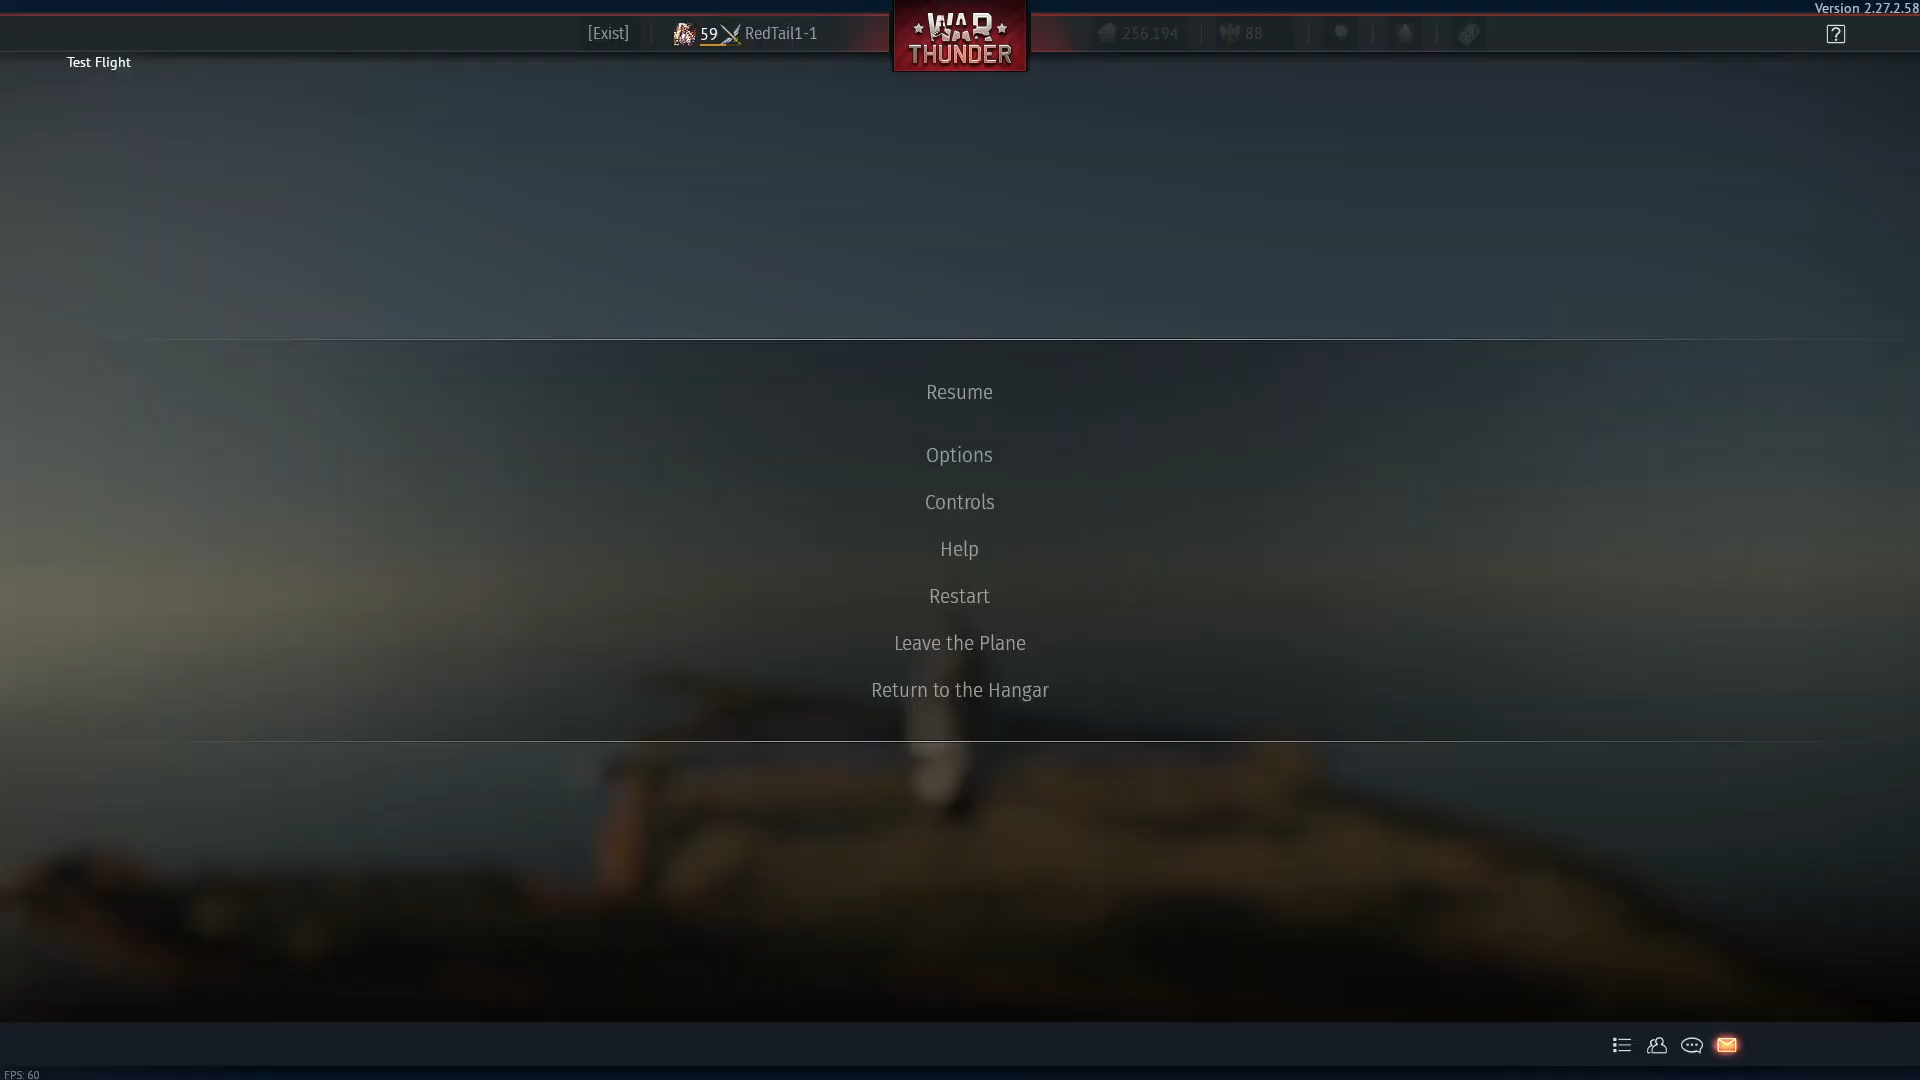 Version 2.27.2.58
[Exist] 59 RedTail1-1 WAR THUNDER 256,194 88 ?
Test Flight
Resume
Options
Controls
Help
Restart
Leave the Plane
Return to the Hangar
FPS: 60